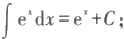 ∫ eˣ dx = eˣ + C ;